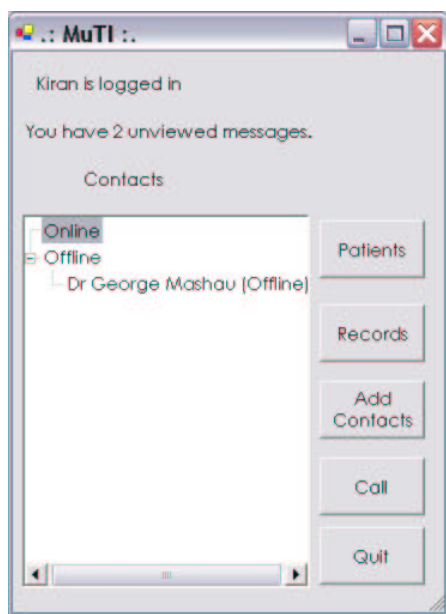 .: MuTI :.
Kiran is logged in
You have 2 unviewed messages.
Contacts
Online
Offline
Dr George Mashau (Offline)
Patients
Records
Add
Contacts
Call
Quit